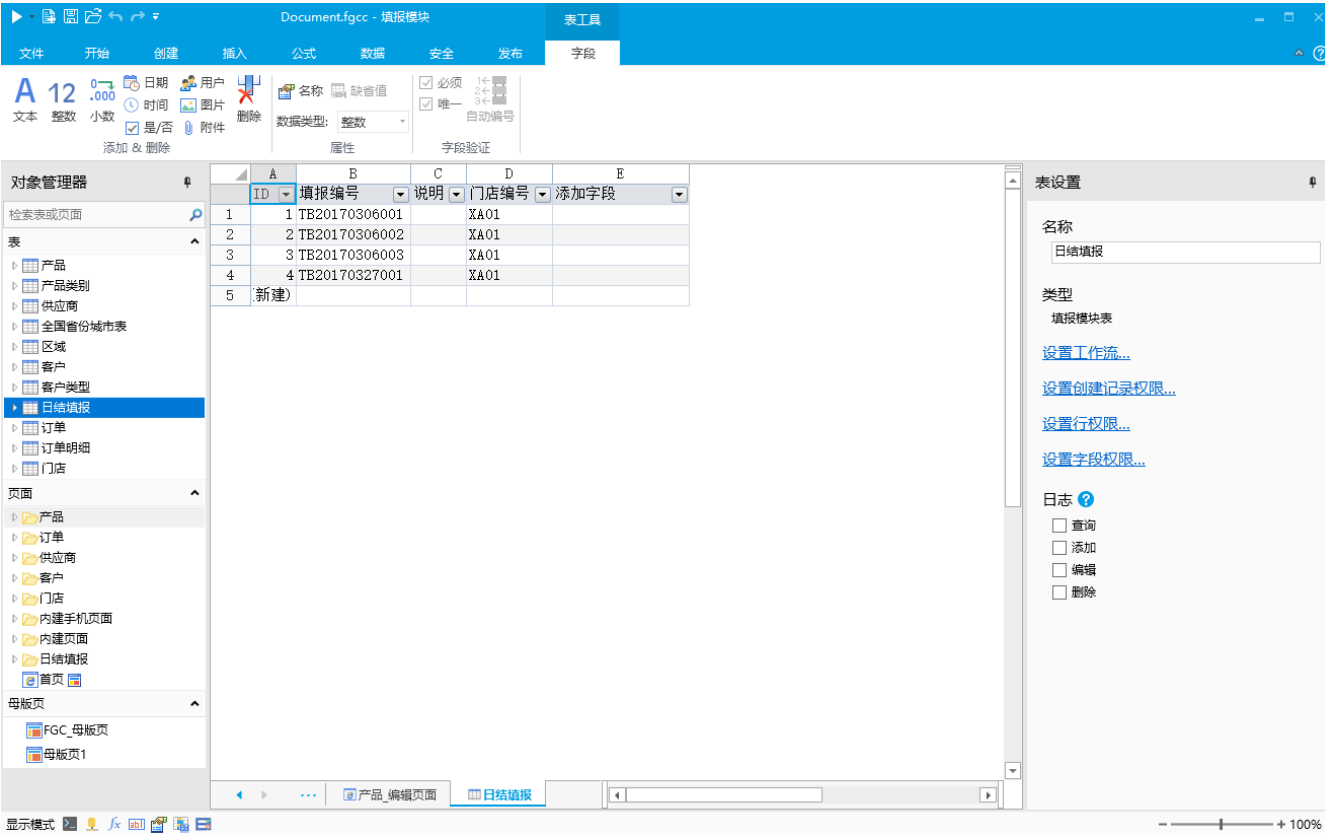 Document.fgcc - 填报模块
表工具
文件 开始 创建 插入 公式 数据 安全 发布 字段
A 文本
12 整数
0 .000 小数
日期 用户
时间 图片
是/否 附件
删除
添加 & 删除
名称 缺省值
数据类型: 整数
属性
必须
唯一
1 2 3 自动编号
字段验证
对象管理器
检索表或页面
表
产品
产品类别
供应商
全国省份城市表
区域
客户
客户类型
日结填报
订单
订单明细
门店
页面
产品
订单
供应商
客户
门店
内建手机页面
内建页面
日结填报
首页
母版页
FGC_母版页
母版页1
A B C D E
ID 填报编号 说明 门店编号 添加字段
1 1 TB20170306001 XA01
2 2 TB20170306002 XA01
3 3 TB20170306003 XA01
4 4 TB20170327001 XA01
5 新建)
··· 产品_编辑页面 日结填报
表设置
名称
日结填报
类型
填报模块表
设置工作流...
设置创建记录权限...
设置行权限...
设置字段权限...
日志 ?
查询
添加
编辑
删除
显示模式 fx ab
− + 100%